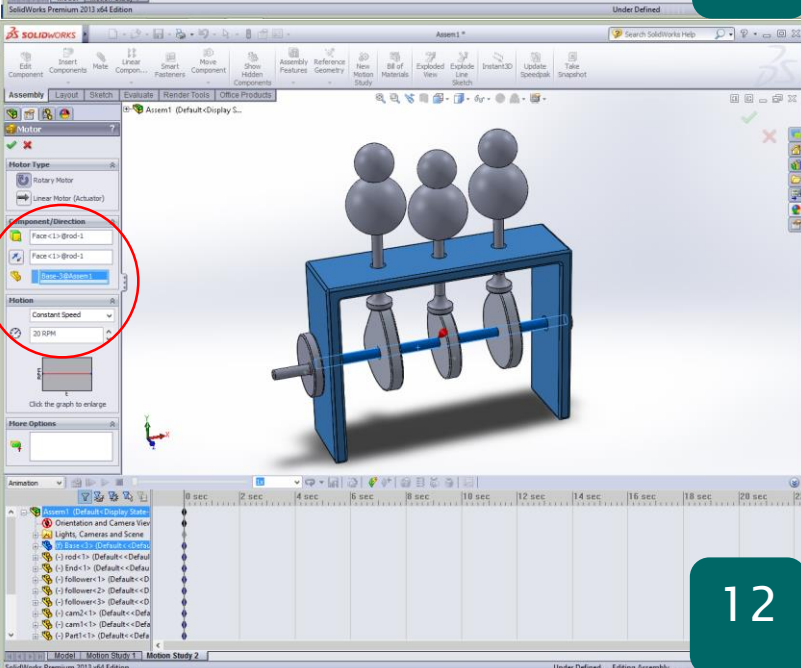 SolidWorks Premium 2013 x64 Edition
Under Defined
SOLIDWORKS
Assem1 *
Search SolidWorks Help
Edit Component
Insert Components
Mate
Linear Compon...
Smart Fasteners
Move Component
Show Hidden Components
Assembly Features
Reference Geometry
New Motion Study
Bill of Materials
Exploded View
Explode Line Sketch
Instant3D
Update Speedpak
Take Snapshot
Assembly Layout Sketch Evaluate Render Tools Office Products
Assem1 (Default<Display S...
Motor ?
Motor Type
Rotary Motor
Linear Motor (Actuator)
Component/Direction
Face<1>@rod-1
Face<1>@rod-1
Base-3@Assem1
Motion
Constant Speed
20 RPM
Click the graph to enlarge
More Options
Animation
1x
0 sec 2 sec 4 sec 6 sec 8 sec 10 sec 12 sec 14 sec 16 sec 18 sec 20 sec
Assem1 (Default<Display State-
Orientation and Camera View
Lights, Cameras and Scene
(f) Base<3> (Default<<Defau
(-) rod<1> (Default<<Defaul
(-) End<1> (Default<<Defau
(-) follower<1> (Default<<D
(-) follower<2> (Default<<D
(-) follower<3> (Default<<D
(-) cam2<1> (Default<<Defa
(-) cam1<1> (Default<<Defa
(-) Part1<1> (Default<<Defa
Model Motion Study 1 Motion Study 2
SolidWorks Premium 2013 x64 Edition
Under Defined Editing Assembly
12